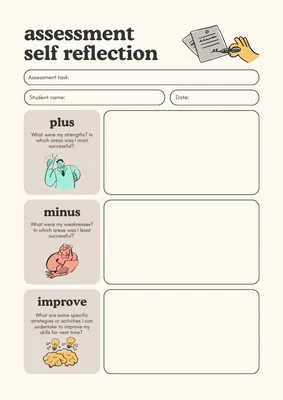 assessment
self reflection
Assessment task:
Student name:
Date:
plus
What were my strengths? In
which areas was I most
successful?
minus
What were my weaknesses?
In which areas was I least
successful?
improve
What are some specific
strategies or activities I can
undertake to improve my
skills for next time?